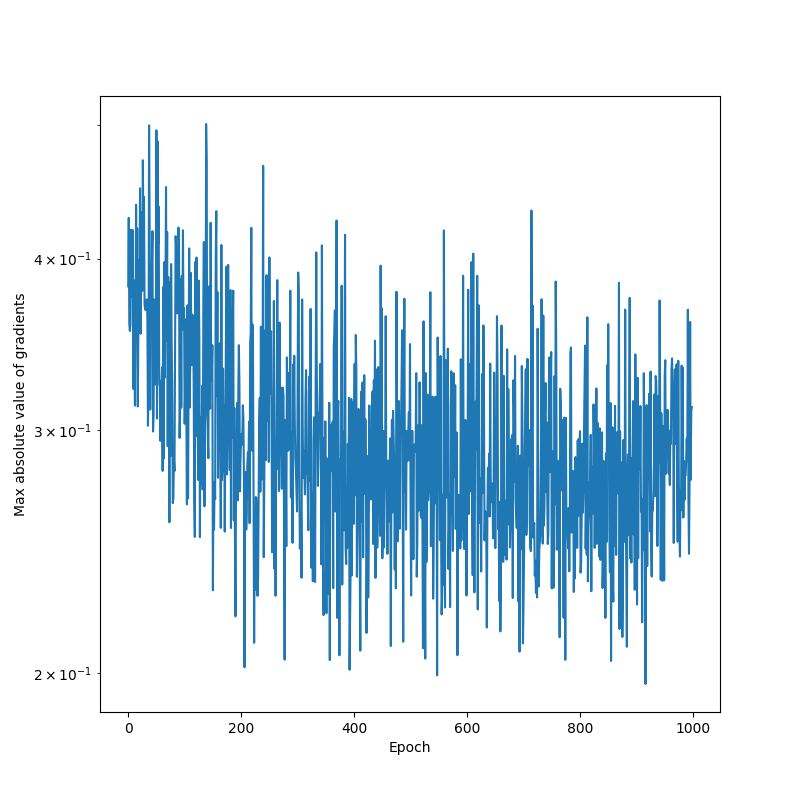 Max absolute value of gradients
4 × 10⁻¹
3 × 10⁻¹
2 × 10⁻¹
0 200 400 600 800 1000
Epoch